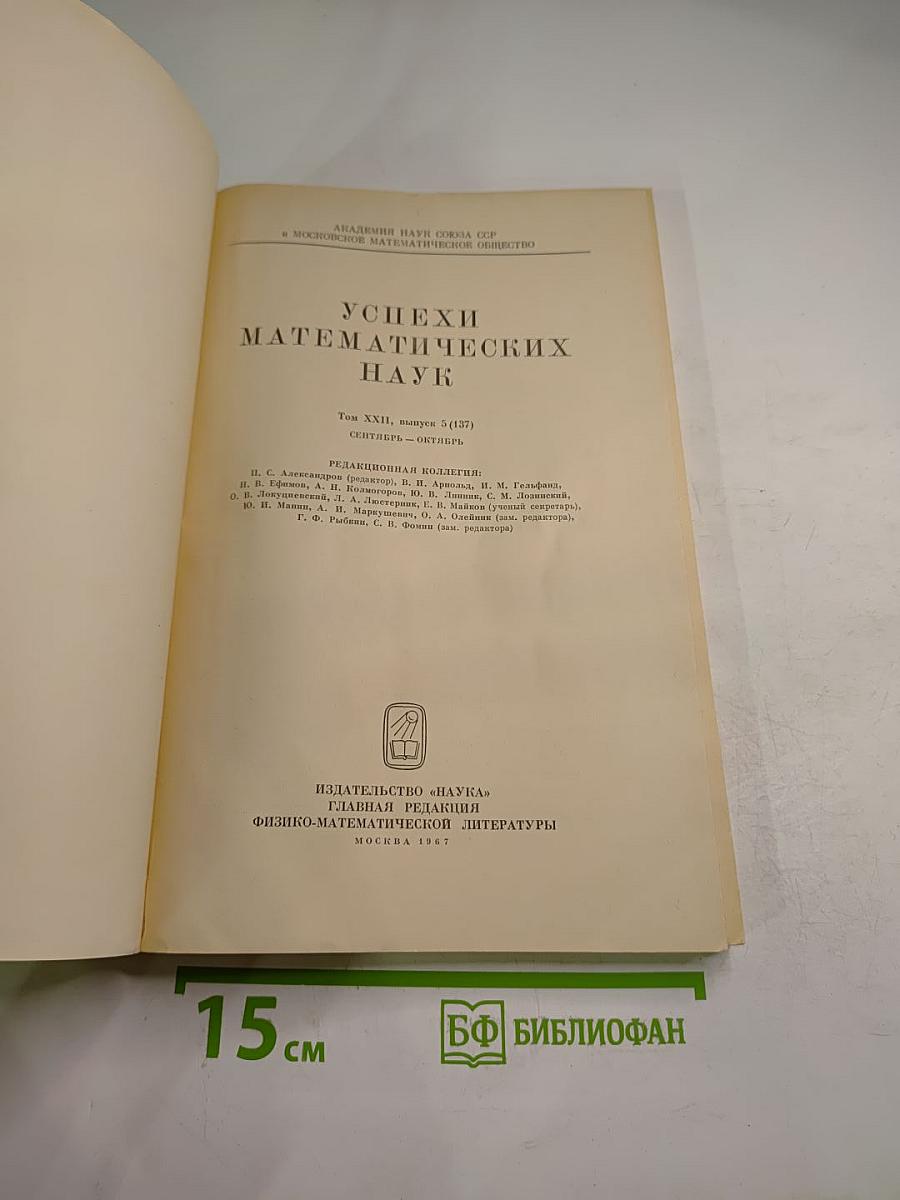 АКАДЕМИЯ НАУК СОЮЗА ССР
и МОСКОВСКОЕ МАТЕМАТИЧЕСКОЕ ОБЩЕСТВО
УСПЕХИ
МАТЕМАТИЧЕСКИХ
НАУК
Том XXII, выпуск 5 (137)
СЕНТЯБРЬ — ОКТЯБРЬ
РЕДАКЦИОННАЯ КОЛЛЕГИЯ:
П. С. Александров (редактор), В. И. Арнольд, И. М. Гельфанд,
Н. В. Ефимов, А. Н. Колмогоров, Ю. В. Линник, С. М. Лозинский,
О. В. Локуциевский, Л. А. Люстерник, Е. В. Майков (ученый секретарь),
Ю. И. Манин, А. И. Маркушевич, О. А. Олейник (зам. редактора),
Г. Ф. Рыбкин, С. В. Фомин (зам. редактора)
ИЗДАТЕЛЬСТВО «НАУКА»
ГЛАВНАЯ РЕДАКЦИЯ
ФИЗИКО-МАТЕМАТИЧЕСКОЙ ЛИТЕРАТУРЫ
МОСКВА 1967
15 см
БФ БИБЛИОФАН